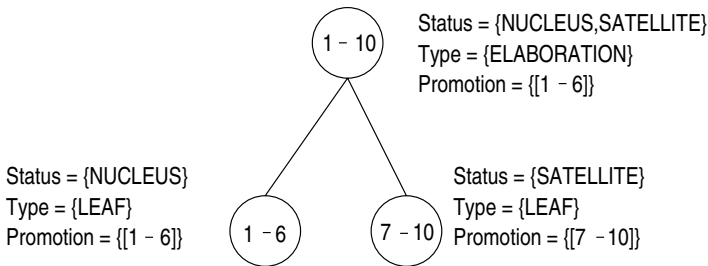 1 - 10
Status = {NUCLEUS,SATELLITE}
Type = {ELABORATION}
Promotion = {[1 - 6]}
Status = {NUCLEUS}
Type = {LEAF}
Promotion = {[1 - 6]}
1 - 6
7 - 10
Status = {SATELLITE}
Type = {LEAF}
Promotion = {[7 - 10]}